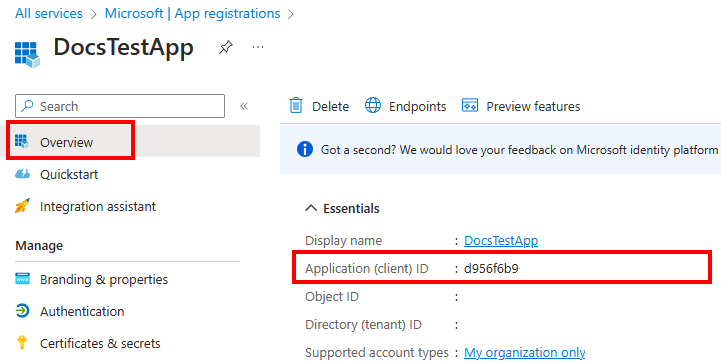 All services > Microsoft | App registrations >
DocsTestApp
Search
Overview
Quickstart
Integration assistant
Manage
Branding & properties
Authentication
Certificates & secrets
Delete Endpoints Preview features
Got a second? We would love your feedback on Microsoft identity platform
Essentials
Display name : DocsTestApp
Application (client) ID : d956f6b9
Object ID :
Directory (tenant) ID :
Supported account types : My organization only